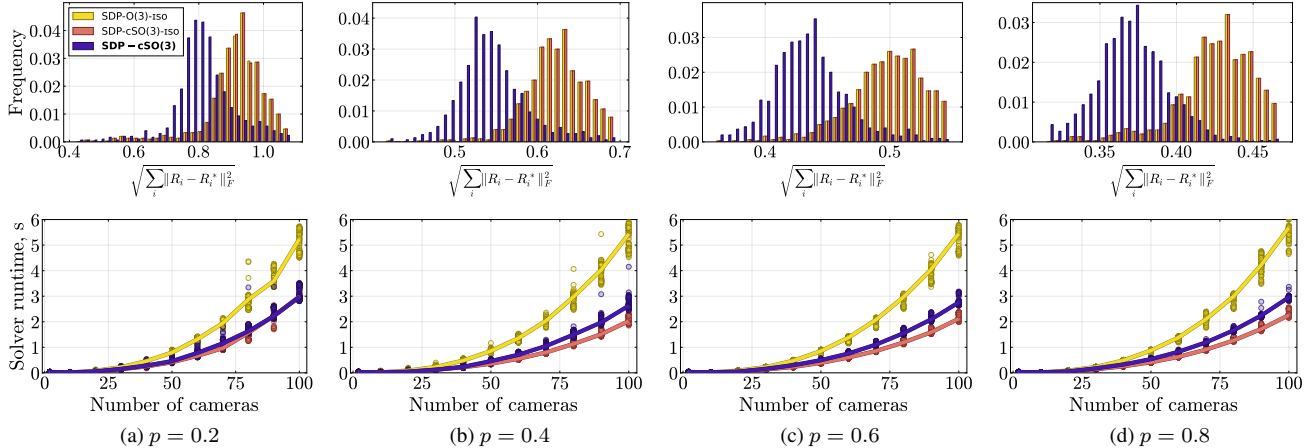 Frequency
0.04
0.03
0.02
0.01
0.00
SDP-O(3)-ISO
SDP-cSO(3)-ISO
SDP − cSO(3)
0.4 0.6 0.8 1.0
√∑ᵢ‖Rᵢ − Rᵢ*‖²_F
0.04
0.03
0.02
0.01
0.00
0.5 0.6 0.7
√∑ᵢ‖Rᵢ − Rᵢ*‖²_F
0.03
0.02
0.01
0.00
0.4 0.5
√∑ᵢ‖Rᵢ − Rᵢ*‖²_F
0.03
0.02
0.01
0.00
0.35 0.40 0.45
√∑ᵢ‖Rᵢ − Rᵢ*‖²_F
Solver runtime, s
6
5
4
3
2
1
0
0 25 50 75 100
Number of cameras
(a) p = 0.2
6
5
4
3
2
1
0
0 25 50 75 100
Number of cameras
(b) p = 0.4
6
5
4
3
2
1
0
0 25 50 75 100
Number of cameras
(c) p = 0.6
6
5
4
3
2
1
0
0 25 50 75 100
Number of cameras
(d) p = 0.8